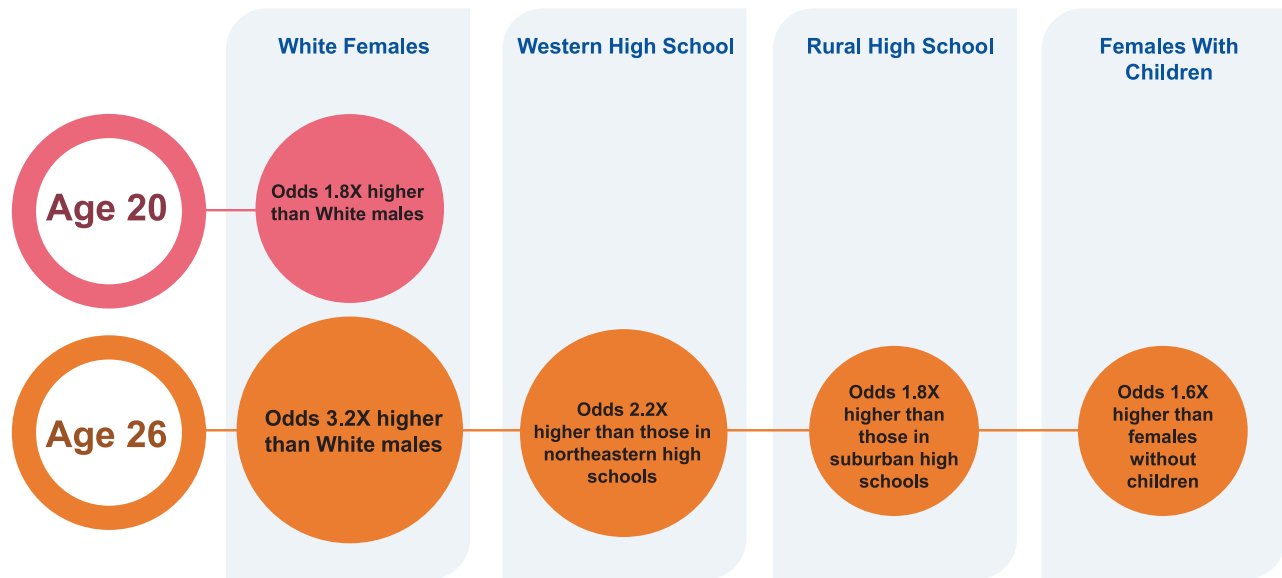 White Females
Western High School
Rural High School
Females With
Children
Age 20
Odds 1.8X higher
than White males
Age 26
Odds 3.2X higher
than White males
Odds 2.2X
higher than those in
northeastern high
schools
Odds 1.8X
higher than
those in
suburban high
schools
Odds 1.6X
higher than
females
without
children